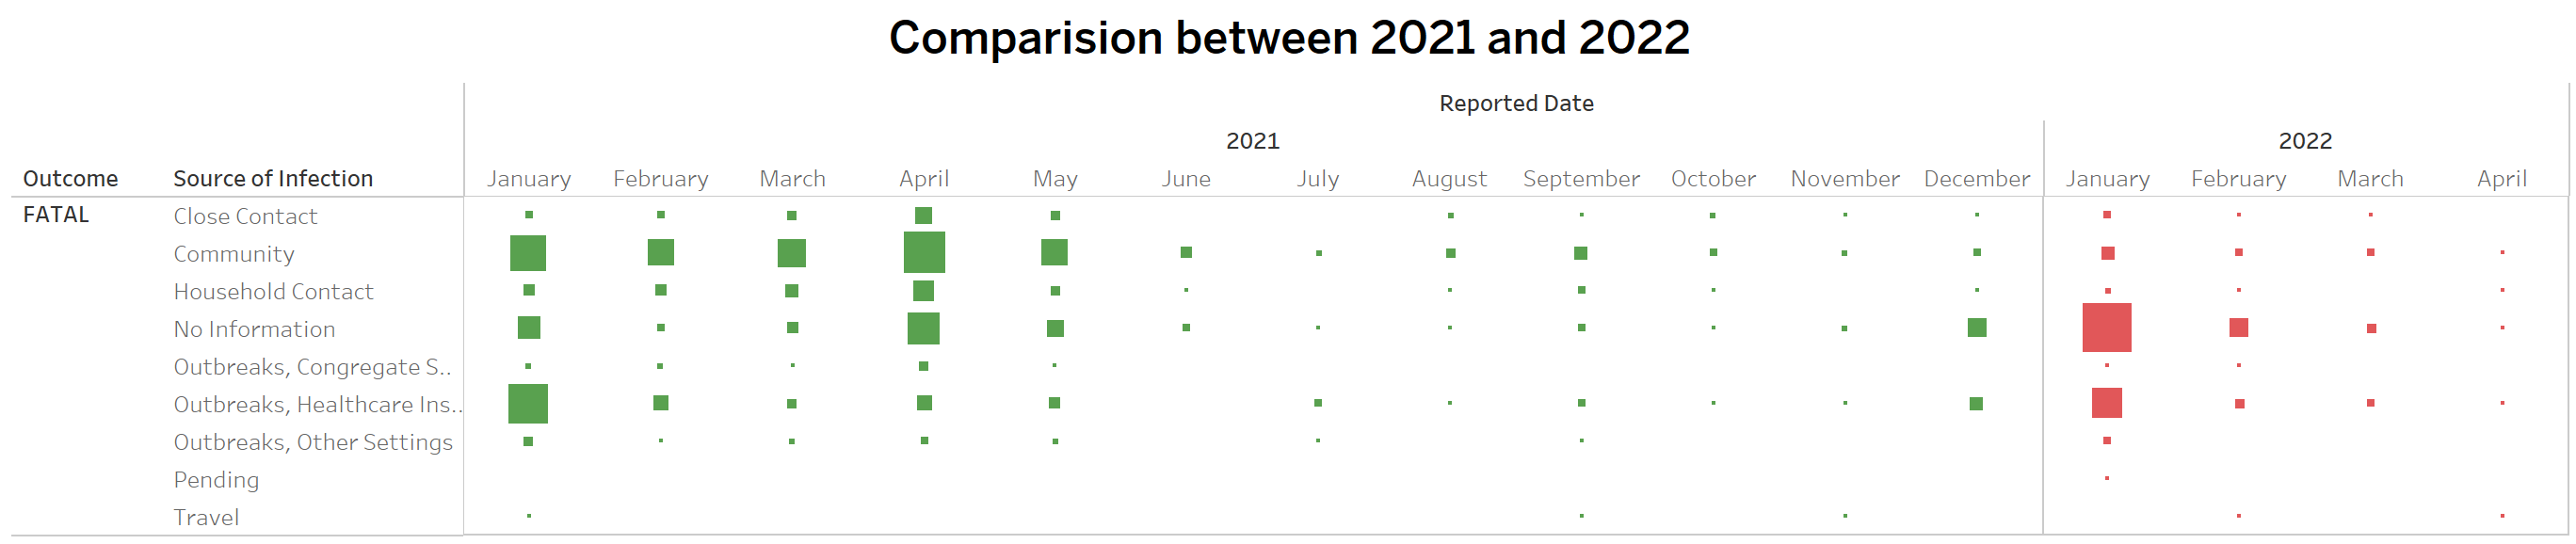 Comparision between 2021 and 2022
Reported Date
2021 2022
Outcome Source of Infection January February March April May June July August September October November December January February March April
FATAL Close Contact
Community
Household Contact
No Information
Outbreaks, Congregate S..
Outbreaks, Healthcare Ins..
Outbreaks, Other Settings
Pending
Travel